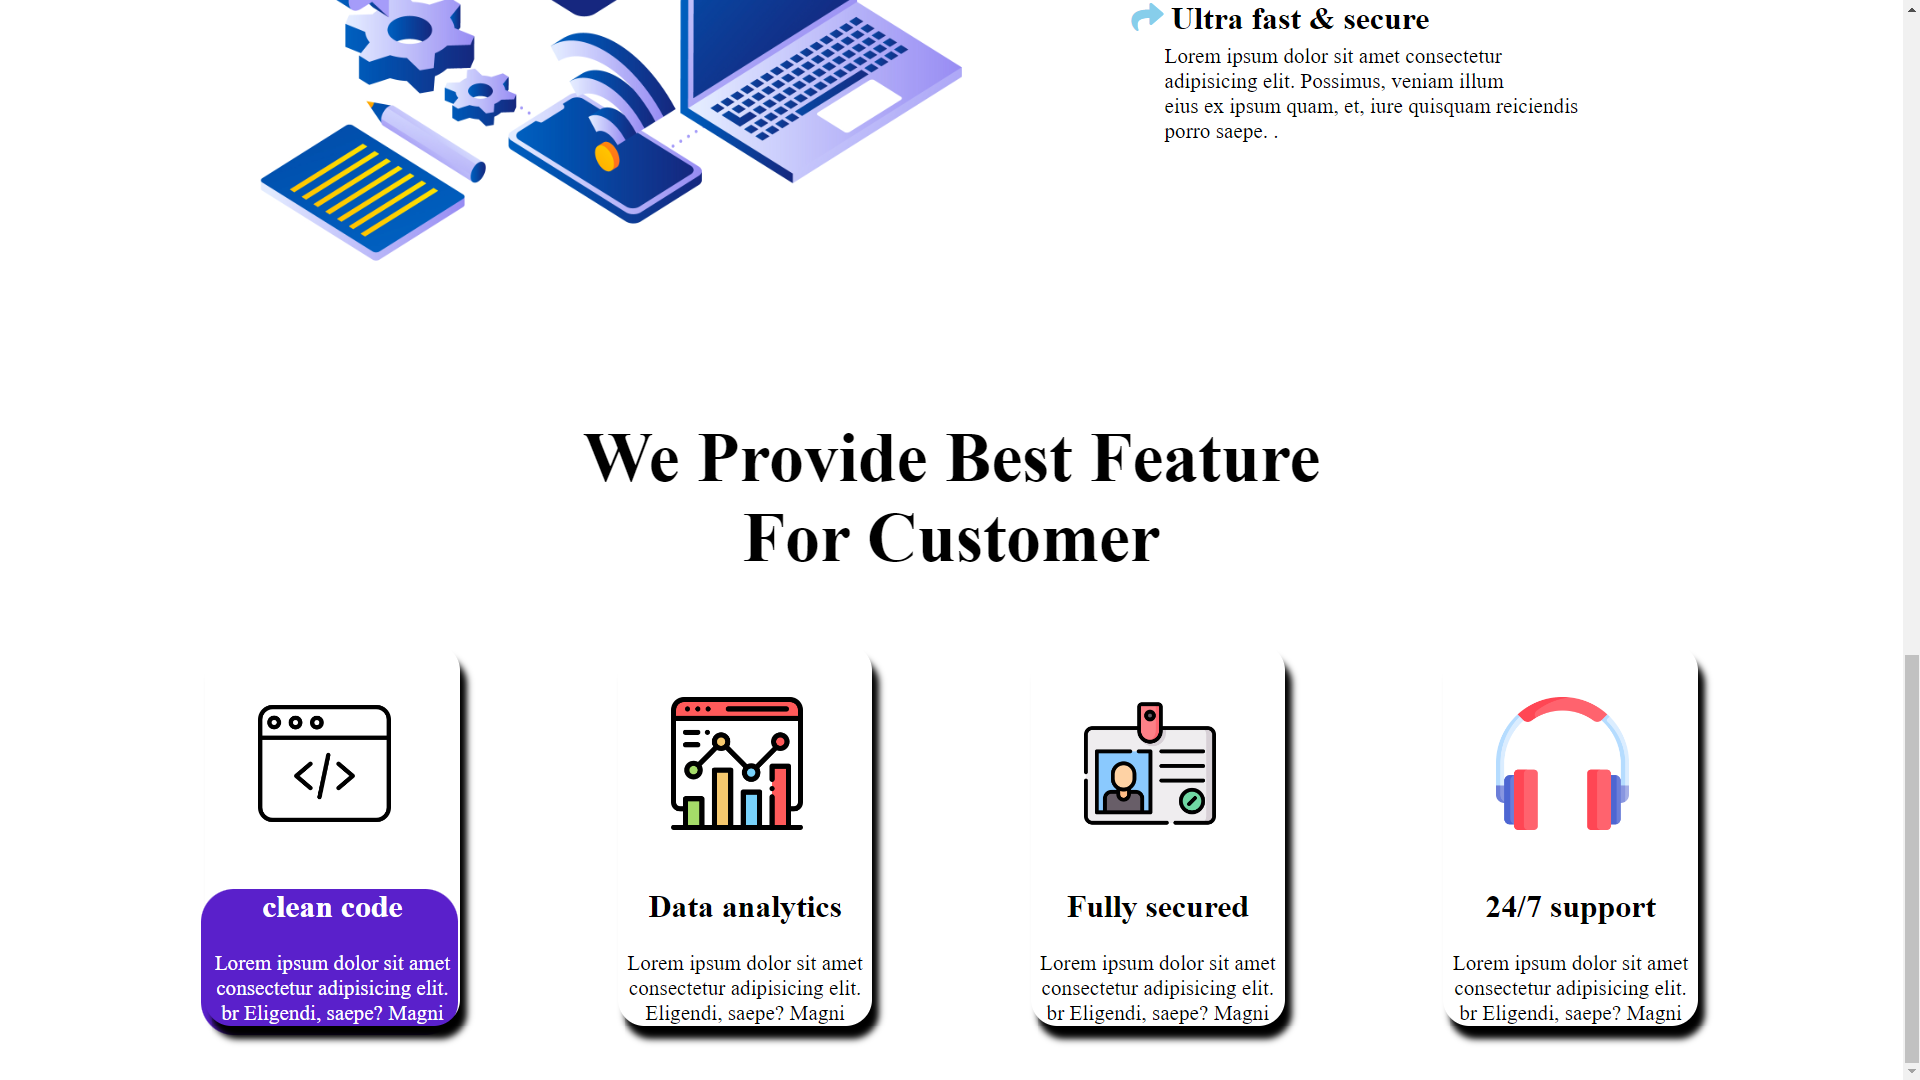 Ultra fast & secure
Lorem ipsum dolor sit amet consectetur
adipisicing elit. Possimus, veniam illum
eius ex ipsum quam, et, iure quisquam reiciendis
porro saepe. .
We Provide Best Feature
For Customer
</>
clean code
Lorem ipsum dolor sit amet
consectetur adipisicing elit.
br Eligendi, saepe? Magni
Data analytics
Lorem ipsum dolor sit amet
consectetur adipisicing elit.
Eligendi, saepe? Magni
Fully secured
Lorem ipsum dolor sit amet
consectetur adipisicing elit.
br Eligendi, saepe? Magni
24/7 support
Lorem ipsum dolor sit amet
consectetur adipisicing elit.
br Eligendi, saepe? Magni